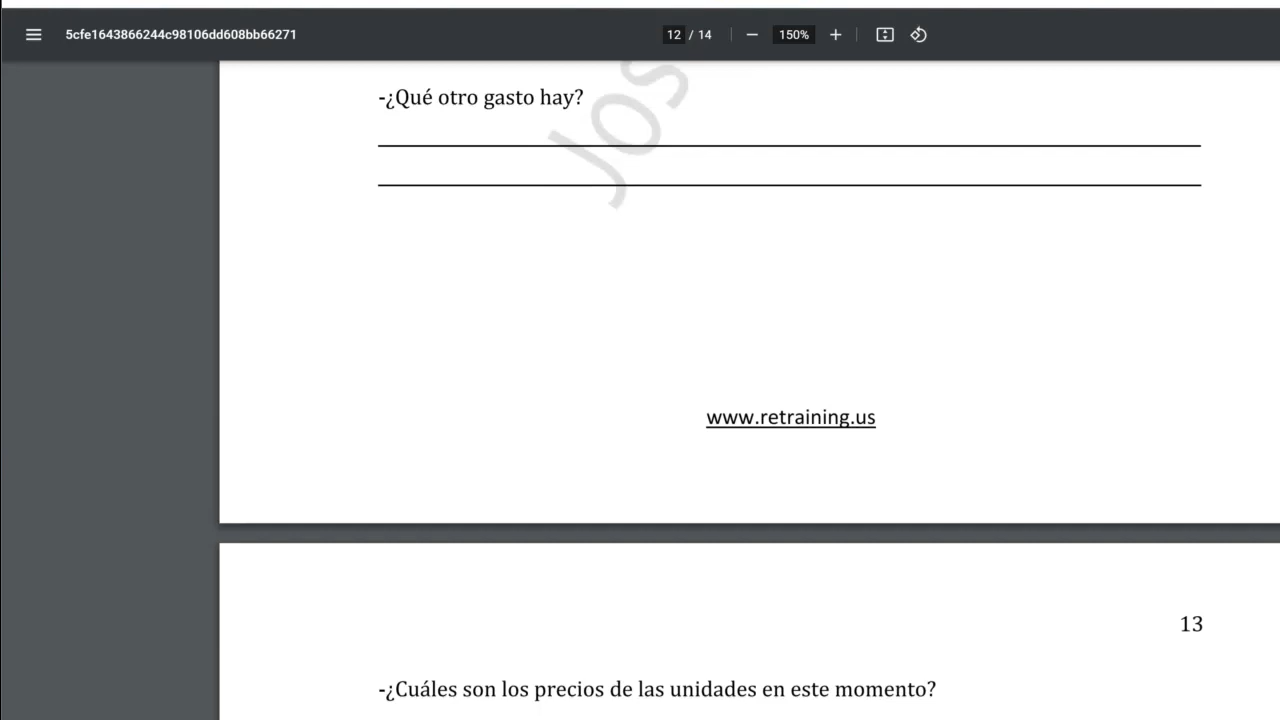 5cfe1643866244c98106dd608bb66271
12 / 14
150%
-¿Qué otro gasto hay?
Jos
www.retraining.us
13
-¿Cuáles son los precios de las unidades en este momento?